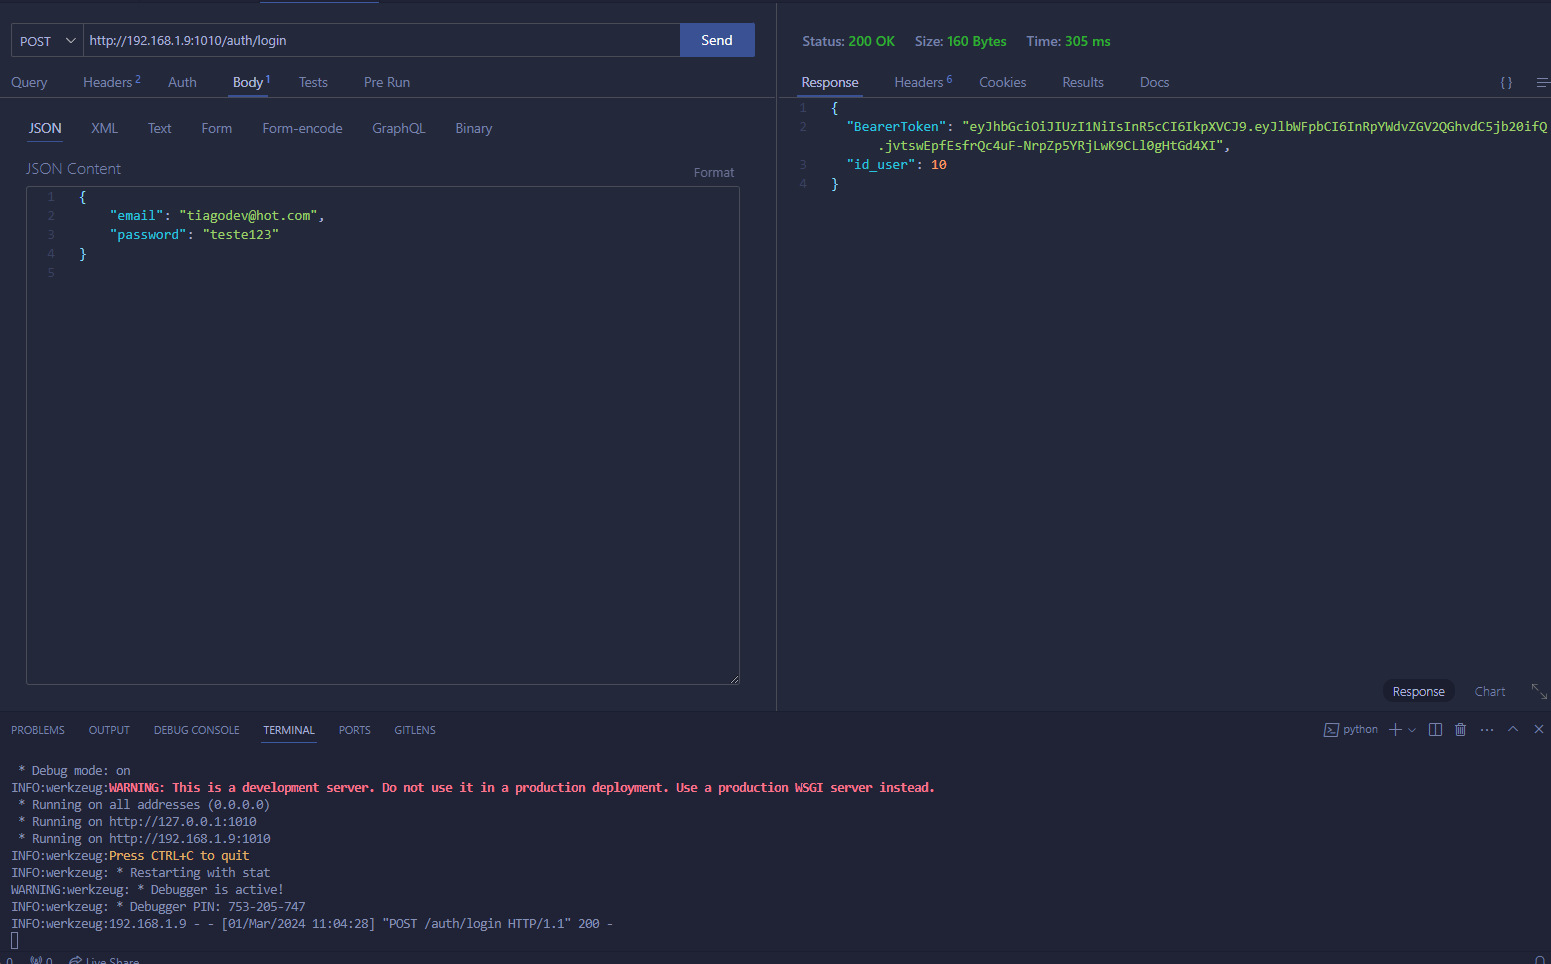 POST http://192.168.1.9:1010/auth/login Send
Query Headers 2 Auth Body 1 Tests Pre Run
JSON XML Text Form Form-encode GraphQL Binary
JSON Content
Format
1 {
2 "email": "tiagodev@hot.com",
3 "password": "teste123"
4 }
5
Status: 200 OK Size: 160 Bytes Time: 305 ms
Response Headers 6 Cookies Results Docs { }
1 {
2 "BearerToken": "eyJhbGciOiJIUzI1NiIsInR5cCI6IkpXVCJ9.eyJlbWFpbCI6InRpYWdvZGV2QGhvdC5jb20ifQ
.jvtswEpfEsfrQc4uF-NrpZp5YRjLwK9CLl0gHtGd4XI",
3 "id_user": 10
4 }
Response Chart
PROBLEMS OUTPUT DEBUG CONSOLE TERMINAL PORTS GITLENS python
* Debug mode: on
INFO:werkzeug:WARNING: This is a development server. Do not use it in a production deployment. Use a production WSGI server instead.
* Running on all addresses (0.0.0.0)
* Running on http://127.0.0.1:1010
* Running on http://192.168.1.9:1010
INFO:werkzeug:Press CTRL+C to quit
INFO:werkzeug: * Restarting with stat
WARNING:werkzeug: * Debugger is active!
INFO:werkzeug: * Debugger PIN: 753-205-747
INFO:werkzeug:192.168.1.9 - - [01/Mar/2024 11:04:28] "POST /auth/login HTTP/1.1" 200 -
0 0 Live Share